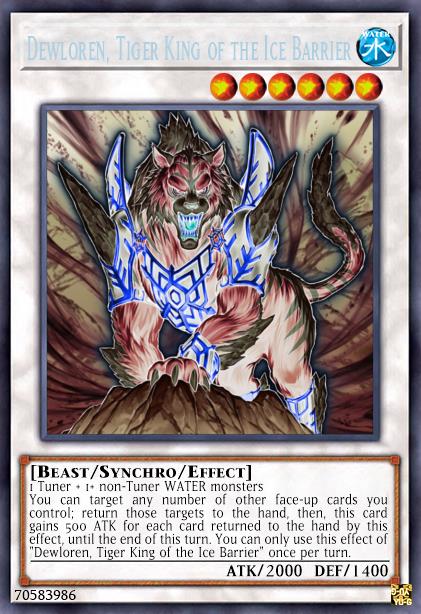 Dewloren, Tiger King of the Ice Barrier
WATER
水
[Beast/Synchro/Effect]
1 Tuner + 1+ non-Tuner WATER monsters
You can target any number of other face-up cards you
control; return those targets to the hand, then, this card
gains 500 ATK for each card returned to the hand by this
effect, until the end of this turn. You can only use this effect of
"Dewloren, Tiger King of the Ice Barrier" once per turn.
ATK/2000 DEF/1400
70583986